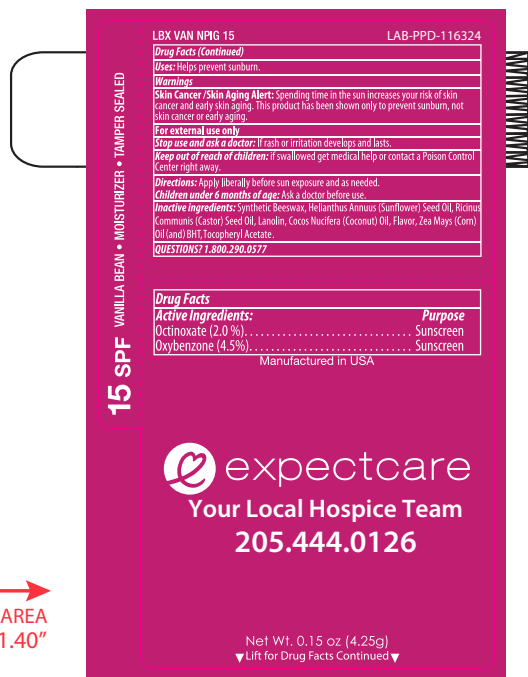 LBX VAN NPIG 15 LAB-PPD-116324
Drug Facts (Continued)
Uses: Helps prevent sunburn.
Warnings
Skin Cancer /Skin Aging Alert: Spending time in the sun increases your risk of skin
cancer and early skin aging. This product has been shown only to prevent sunburn, not
skin cancer or early aging.
For external use only
Stop use and ask a doctor: If rash or irritation develops and lasts.
Keep out of reach of children: if swallowed get medical help or contact a Poison Control
Center right away.
Directions: Apply liberally before sun exposure and as needed.
Children under 6 months of age: Ask a doctor before use.
Inactive ingredients: Synthetic Beeswax, Helianthus Annuus (Sunflower) Seed Oil, Ricinus
Communis (Castor) Seed Oil, Lanolin, Cocos Nucifera (Coconut) Oil, Flavor, Zea Mays (Corn)
Oil (and) BHT, Tocopheryl Acetate.
QUESTIONS? 1.800.290.0577
15 SPF VANILLA BEAN • MOISTURIZER • TAMPER SEALED
Drug Facts
Active Ingredients: Purpose
Octinoxate (2.0 %)................................ Sunscreen
Oxybenzone (4.5%)............................... Sunscreen
Manufactured in USA
expectcare
Your Local Hospice Team
205.444.0126
AREA
1.40"
Net Wt. 0.15 oz (4.25g)
▼Lift for Drug Facts Continued▼